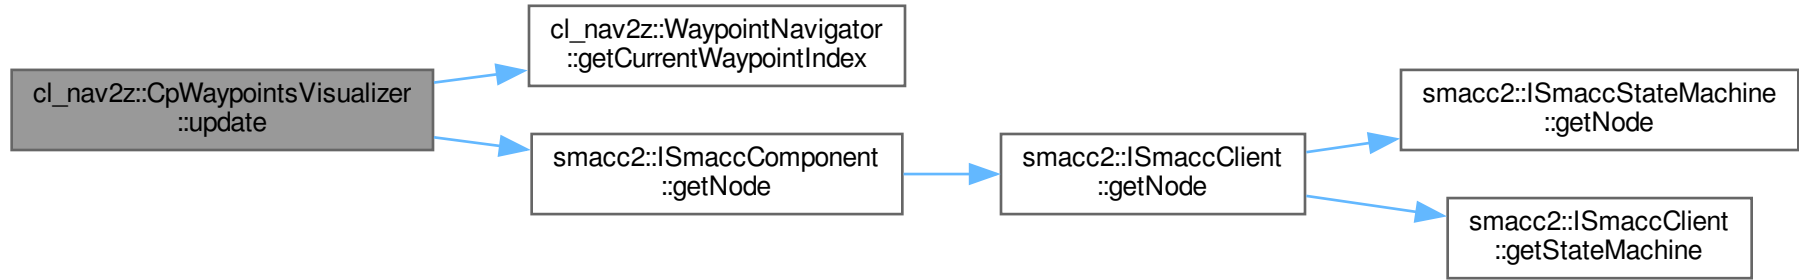 cl_nav2z::CpWaypointsVisualizer
::update
cl_nav2z::WaypointNavigator
::getCurrentWaypointIndex
smacc2::ISmaccComponent
::getNode
smacc2::ISmaccClient
::getNode
smacc2::ISmaccStateMachine
::getNode
smacc2::ISmaccClient
::getStateMachine